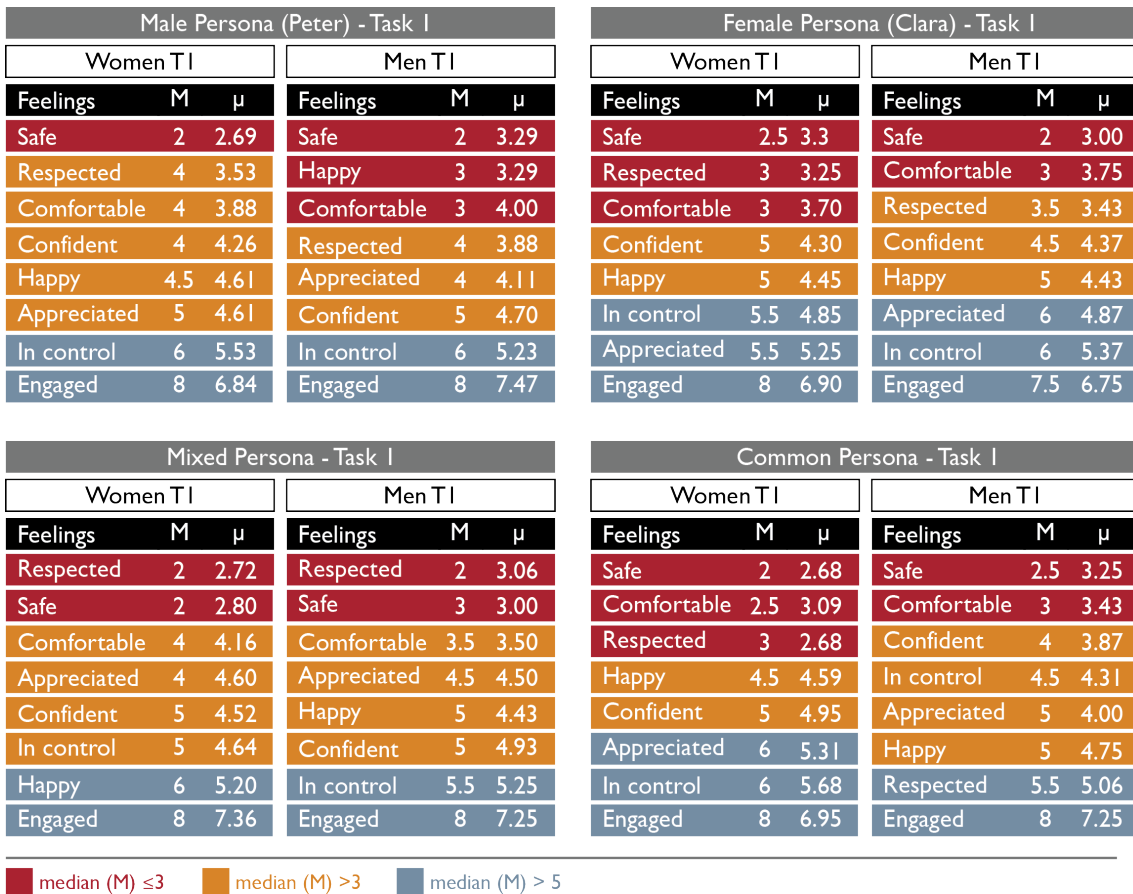 Male Persona (Peter) - Task 1 Female Persona (Clara) - Task 1
Women T1 Men T1 Women T1 Men T1
Feelings M µ Feelings M µ Feelings M µ Feelings M µ
Safe 2 2.69 Safe 2 3.29 Safe 2.5 3.3 Safe 2 3.00
Respected 4 3.53 Happy 3 3.29 Respected 3 3.25 Comfortable 3 3.75
Comfortable 4 3.88 Comfortable 3 4.00 Comfortable 3 3.70 Respected 3.5 3.43
Confident 4 4.26 Respected 4 3.88 Confident 5 4.30 Confident 4.5 4.37
Happy 4.5 4.61 Appreciated 4 4.11 Happy 5 4.45 Happy 5 4.43
Appreciated 5 4.61 Confident 5 4.70 In control 5.5 4.85 Appreciated 6 4.87
In control 6 5.53 In control 6 5.23 Appreciated 5.5 5.25 In control 6 5.37
Engaged 8 6.84 Engaged 8 7.47 Engaged 8 6.90 Engaged 7.5 6.75
Mixed Persona - Task 1 Common Persona - Task 1
Women T1 Men T1 Women T1 Men T1
Feelings M µ Feelings M µ Feelings M µ Feelings M µ
Respected 2 2.72 Respected 2 3.06 Safe 2 2.68 Safe 2.5 3.25
Safe 2 2.80 Safe 3 3.00 Comfortable 2.5 3.09 Comfortable 3 3.43
Comfortable 4 4.16 Comfortable 3.5 3.50 Respected 3 2.68 Confident 4 3.87
Appreciated 4 4.60 Appreciated 4.5 4.50 Happy 4.5 4.59 In control 4.5 4.31
Confident 5 4.52 Happy 5 4.43 Confident 5 4.95 Appreciated 5 4.00
In control 5 4.64 Confident 5 4.93 Appreciated 6 5.31 Happy 5 4.75
Happy 6 5.20 In control 5.5 5.25 In control 6 5.68 Respected 5.5 5.06
Engaged 8 7.36 Engaged 8 7.25 Engaged 8 6.95 Engaged 8 7.25
median (M) ≤3 median (M) >3 median (M) > 5